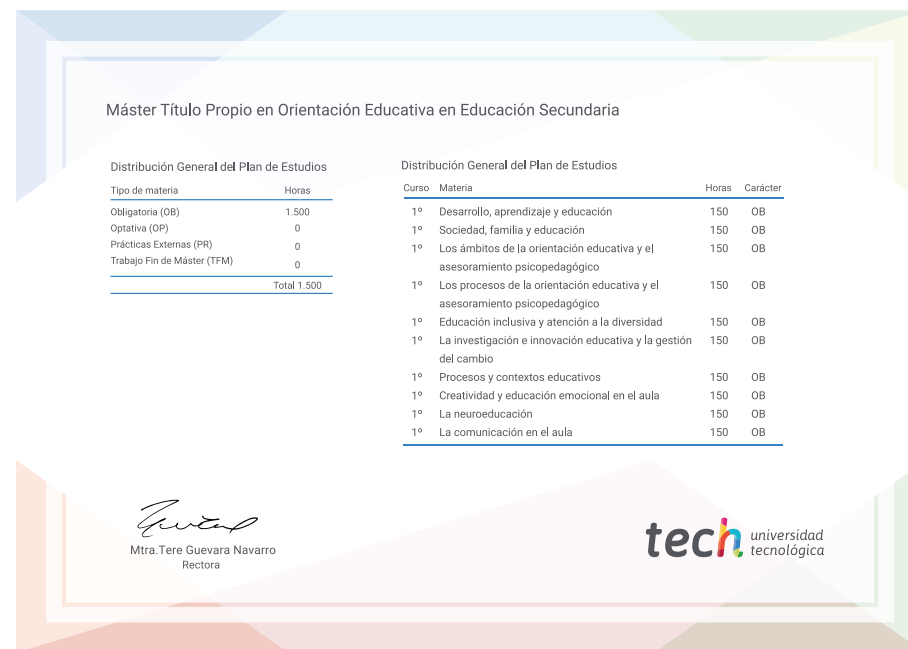 Máster Título Propio en Orientación Educativa en Educación Secundaria
Distribución General del Plan de Estudios
Tipo de materia Horas
Obligatoria (OB) 1.500
Optativa (OP) 0
Prácticas Externas (PR) 0
Trabajo Fin de Máster (TFM) 0
Total 1.500
Distribución General del Plan de Estudios
Curso Materia Horas Carácter
1º Desarrollo, aprendizaje y educación 150 OB
1º Sociedad, familia y educación 150 OB
1º Los ámbitos de la orientación educativa y el 150 OB
asesoramiento psicopedagógico
1º Los procesos de la orientación educativa y el 150 OB
asesoramiento psicopedagógico
1º Educación inclusiva y atención a la diversidad 150 OB
1º La investigación e innovación educativa y la gestión 150 OB
del cambio
1º Procesos y contextos educativos 150 OB
1º Creatividad y educación emocional en el aula 150 OB
1º La neuroeducación 150 OB
1º La comunicación en el aula 150 OB
Mtra.Tere Guevara Navarro
Rectora
tech universidad
tecnológica